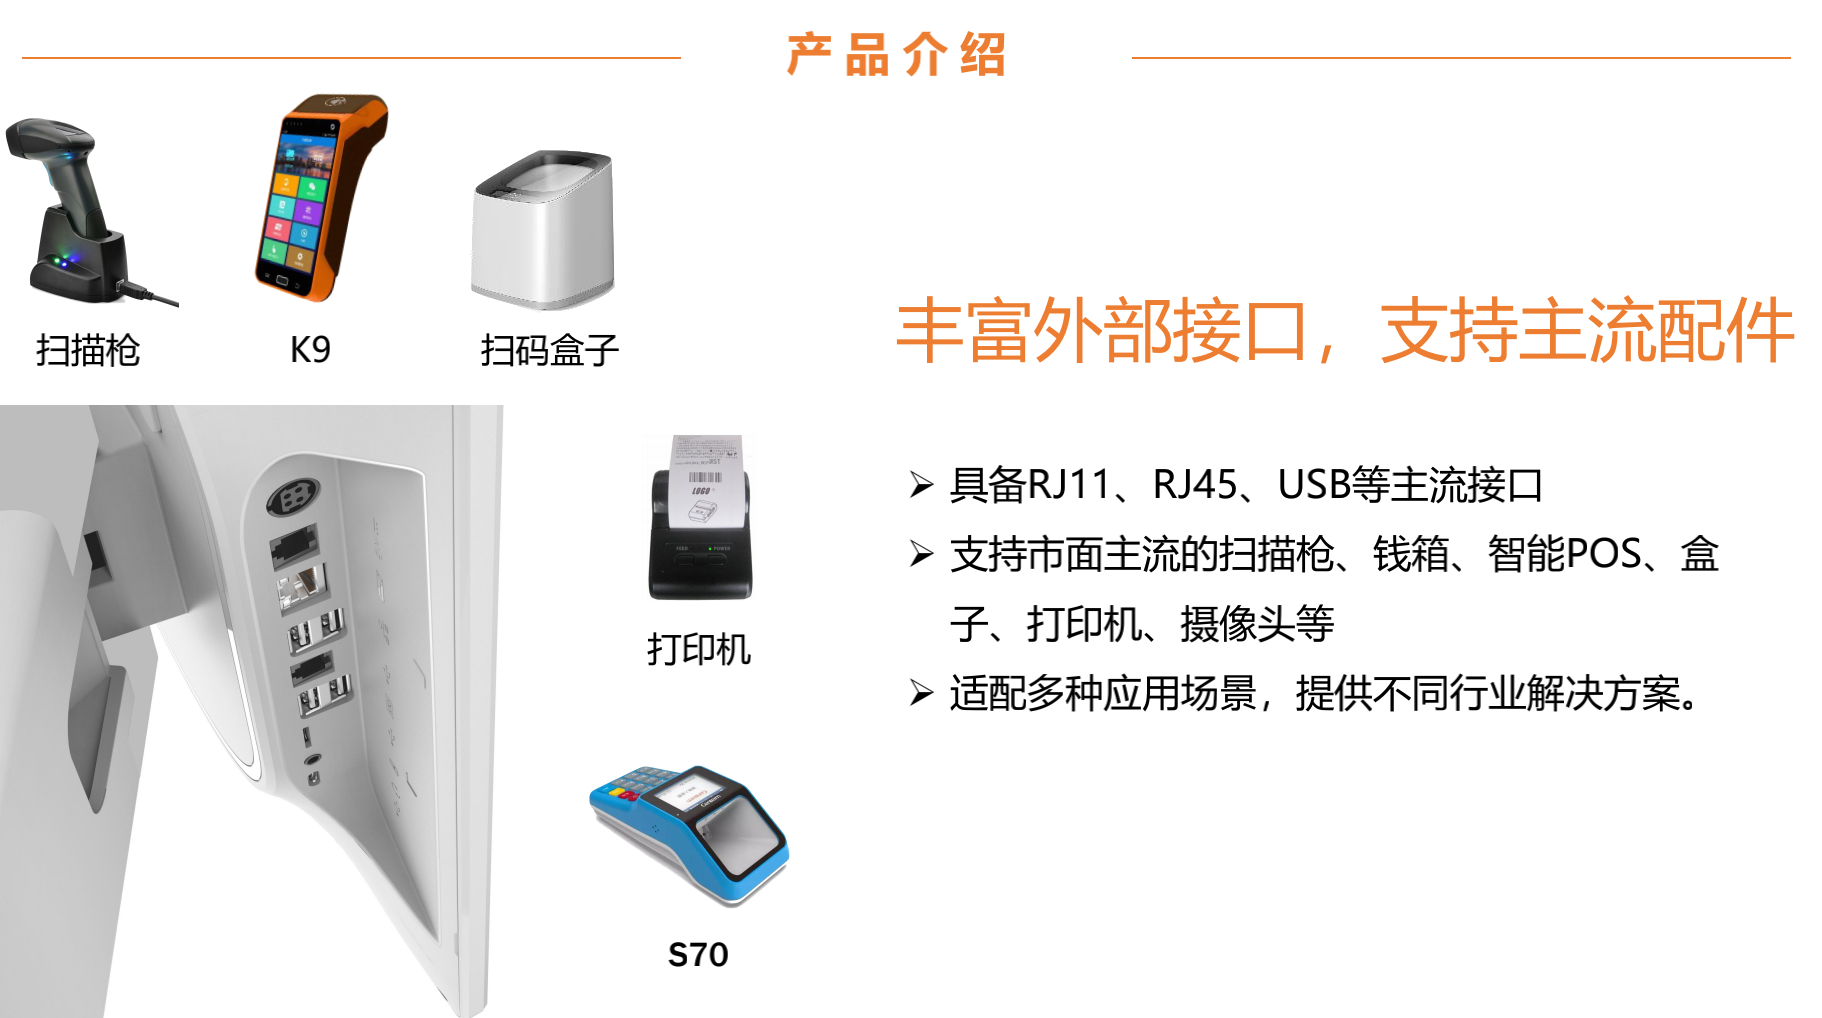 产品介绍
扫描枪
K9
扫码盒子
丰富外部接口，支持主流配件
具备RJ11、RJ45、USB等主流接口
支持市面主流的扫描枪、钱箱、智能POS、盒
子、打印机、摄像头等
适配多种应用场景，提供不同行业解决方案。
LOGO
FEED
POWER
打印机
S70